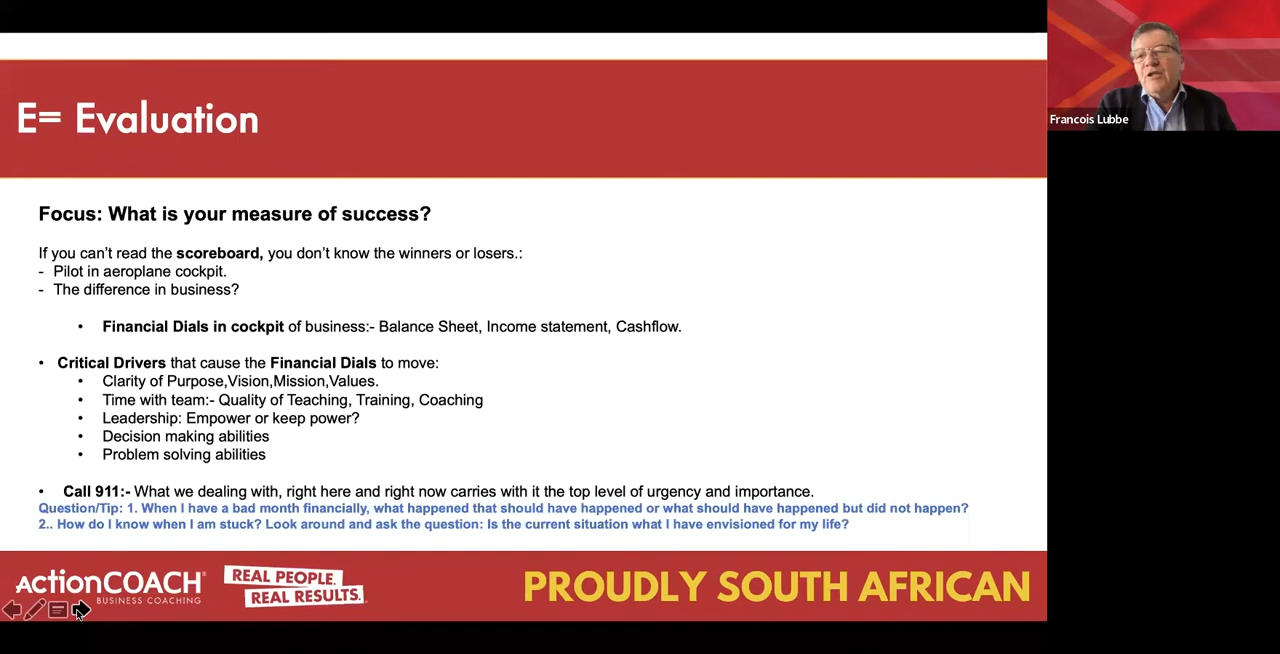 E= Evaluation
Francois Lubbe
Focus: What is your measure of success?
If you can't read the scoreboard, you don't know the winners or losers.:
- Pilot in aeroplane cockpit.
- The difference in business?
• Financial Dials in cockpit of business:- Balance Sheet, Income statement, Cashflow.
• Critical Drivers that cause the Financial Dials to move:
• Clarity of Purpose,Vision,Mission,Values.
• Time with team:- Quality of Teaching, Training, Coaching
• Leadership: Empower or keep power?
• Decision making abilities
• Problem solving abilities
• Call 911:- What we dealing with, right here and right now carries with it the top level of urgency and importance.
Question/Tip: 1. When I have a bad month financially, what happened that should have happened or what should have happened but did not happen?
2.. How do I know when I am stuck? Look around and ask the question: Is the current situation what I have envisioned for my life?
ACTIONCOACH
BUSINESS COACHING
REAL PEOPLE.
REAL RESULTS.
PROUDLY SOUTH AFRICAN